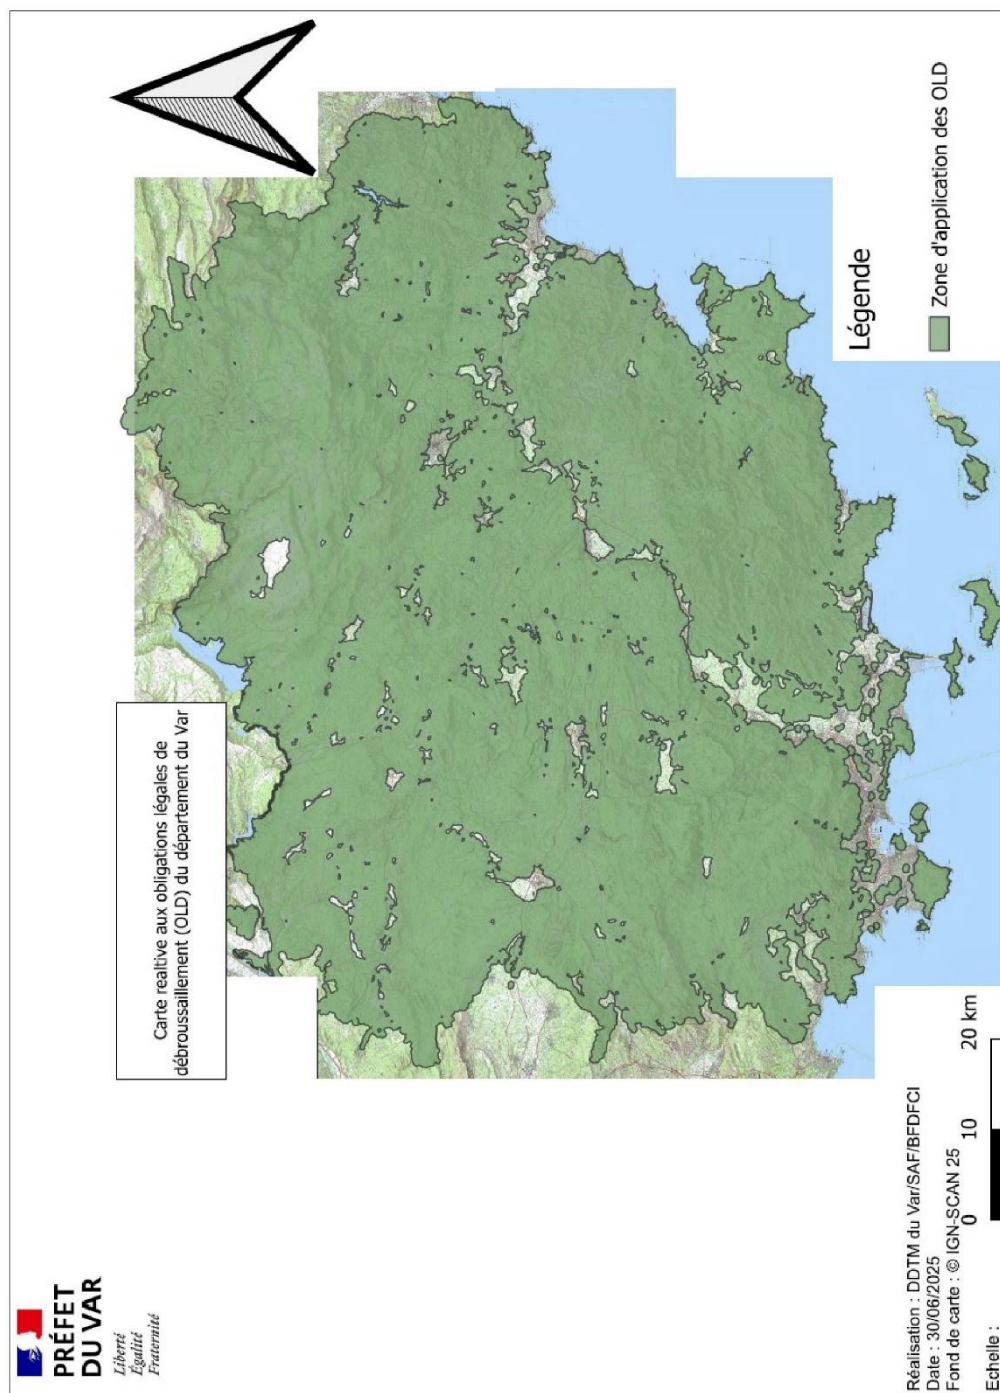 PRÉFET
DU VAR
Liberté
Égalité
Fraternité
Carte realtive aux obligations légales de
débroussaillement (OLD) du département du Var
Légende
Zone d'application des OLD
Réalisation : DDTM du Var/SAF/BFDFCI
Date : 30/06/2025
Fond de carte : © IGN-SCAN 25
Echelle :
0 10 20 km